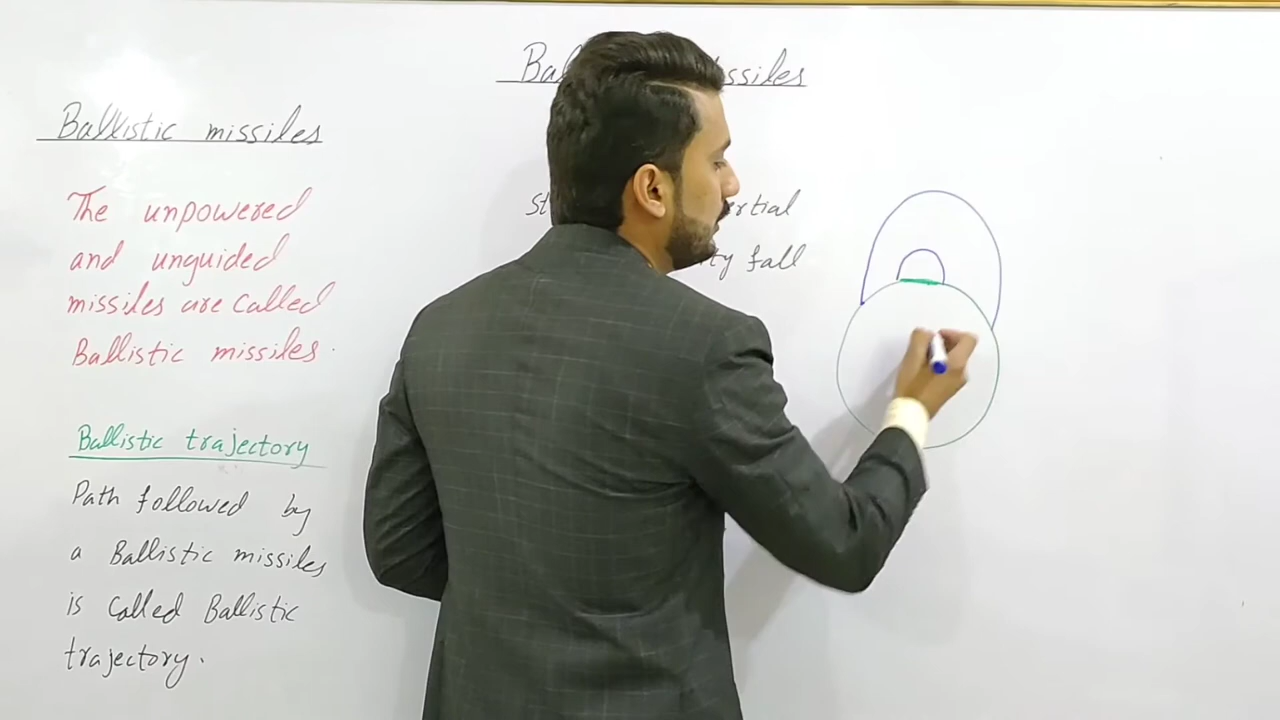 Ballistic missiles
The unpowered
and unguided
missiles are called
Ballistic missiles.
Ballistic trajectory
Path followed by
a Ballistic missiles
is called Ballistic
trajectory.
fall